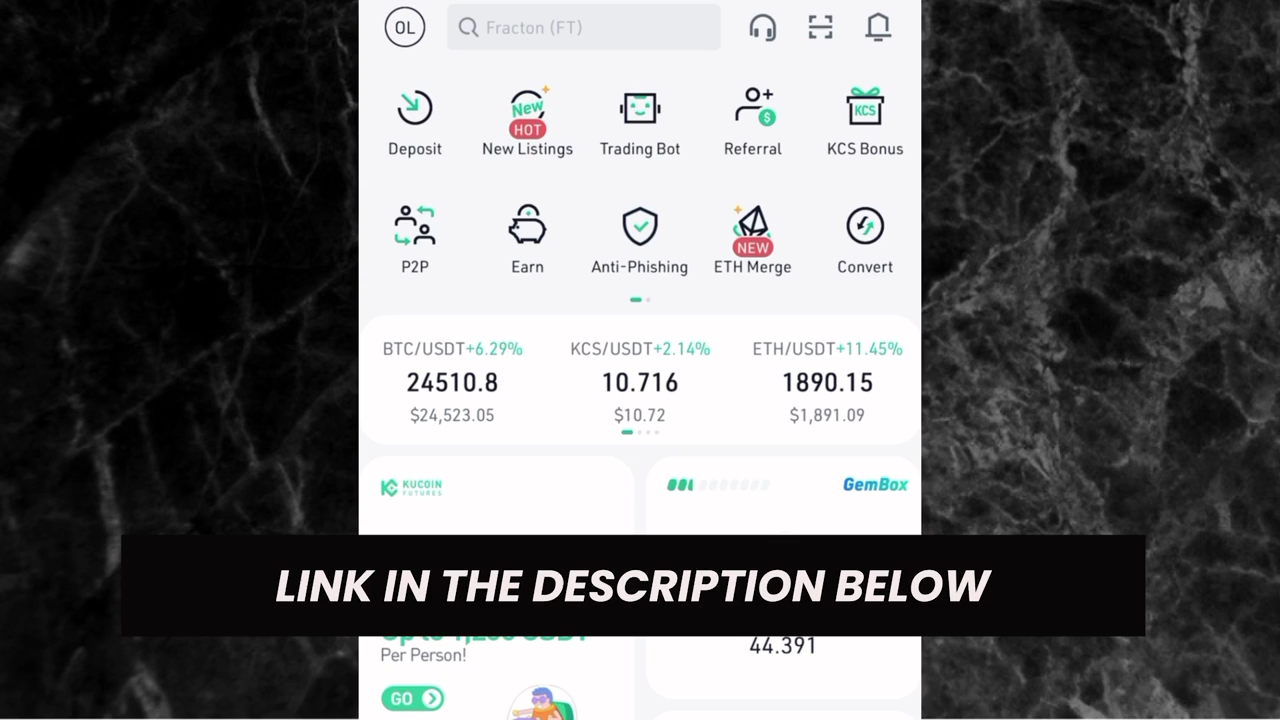 OL
Fracton (FT)
New
HOT
KCS
Deposit
New Listings
Trading Bot
Referral
KCS Bonus
NEW
P2P
Earn
Anti-Phishing
ETH Merge
Convert
BTC/USDT+6.29%
KCS/USDT+2.14%
ETH/USDT+11.45%
24510.8
10.716
1890.15
$24,523.05
$10.72
$1,891.09
KUCOIN
FUTURES
GemBox
LINK IN THE DESCRIPTION BELOW
44.391
Per Person!
GO